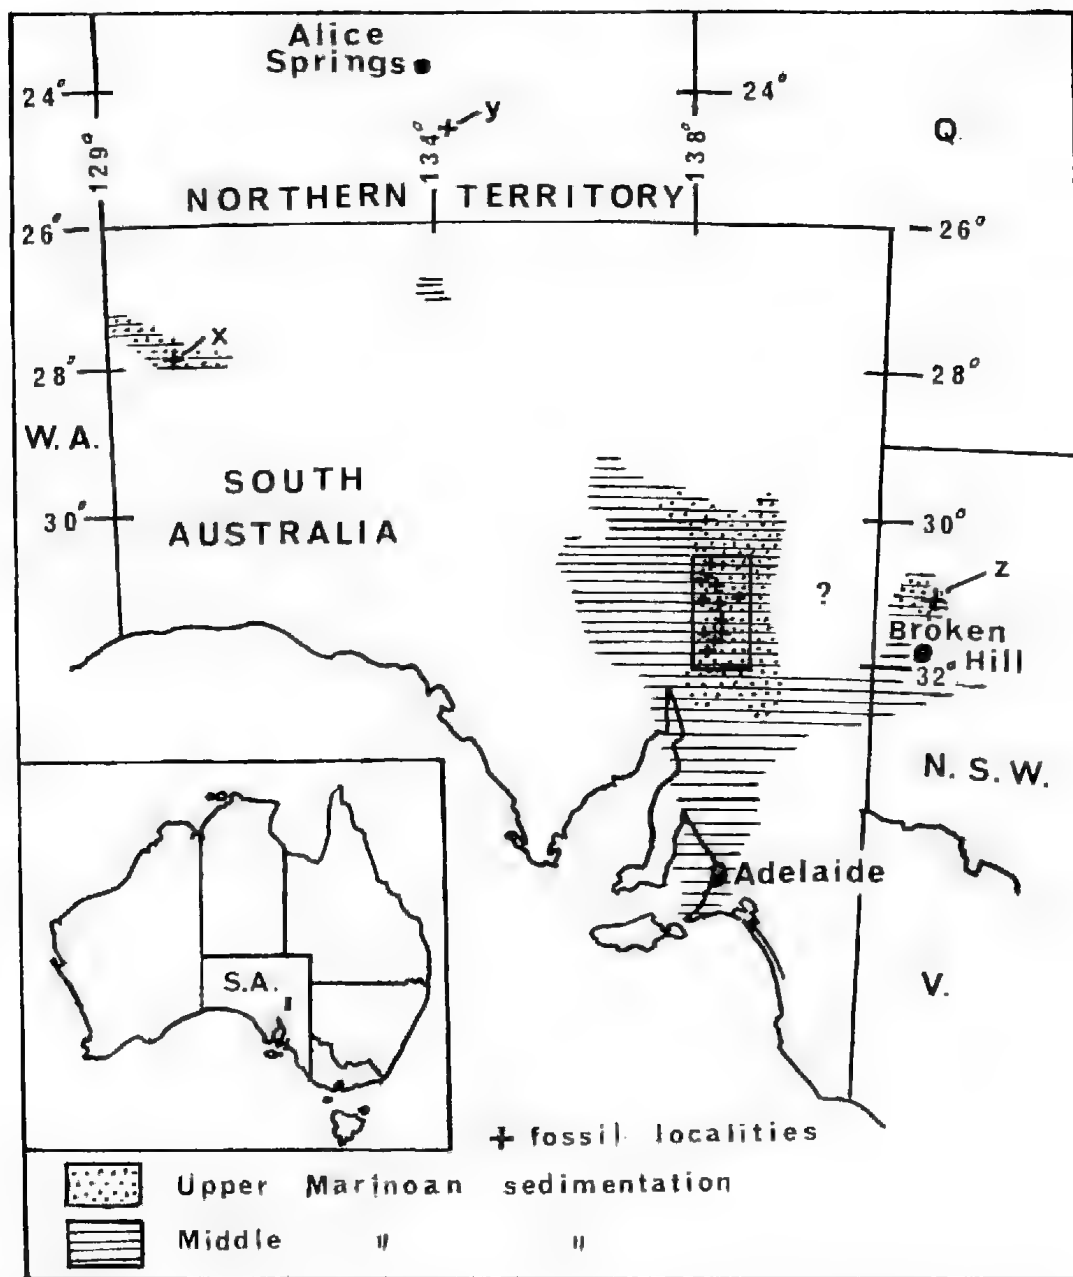 Alice
Springs
24°
24°
y
Q.
129°
134°
138°
NORTHERN TERRITORY
26°
26°
x
28°
28°
W. A.
SOUTH
AUSTRALIA
30°
30°
?
z
Broken
Hill
32°
N. S. W.
Adelaide
S.A.
V.
+ fossil localities
Upper Marinoan sedimentation
Middle " "